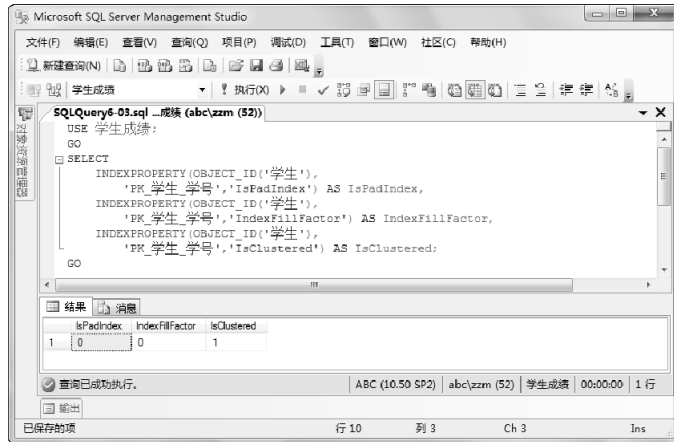 Microsoft SQL Server Management Studio
文件(F) 编辑(E) 查看(V) 查询(Q) 项目(P) 调试(D) 工具(T) 窗口(W) 社区(C) 帮助(H)
新建查询(N)
学生成绩 执行(X)
SQLQuery6-03.sql ...成绩 (abc\zzm (52))
对象资源管理器
USE 学生成绩;
GO
SELECT
INDEXPROPERTY(OBJECT_ID('学生'),
'PK_学生_学号','IsPadIndex') AS IsPadIndex,
INDEXPROPERTY(OBJECT_ID('学生'),
'PK_学生_学号','IndexFillFactor') AS IndexFillFactor,
INDEXPROPERTY(OBJECT_ID('学生'),
'PK_学生_学号','IsClustered') AS IsClustered;
GO
结果 消息
IsPadIndex IndexFillFactor IsClustered
1 0 0 1
查询已成功执行。 ABC (10.50 SP2) abc\zzm (52) 学生成绩 00:00:00 1 行
输出
已保存的项 行 10 列 3 Ch 3 Ins